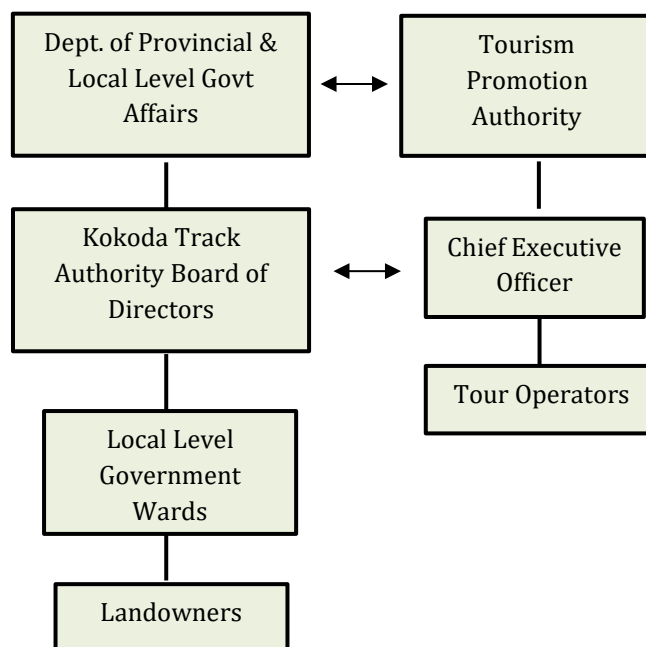 Dept. of Provincial &
Local Level Govt
Affairs
Tourism
Promotion
Authority
Kokoda Track
Authority Board of
Directors
Chief Executive
Officer
Tour Operators
Local Level
Government
Wards
Landowners